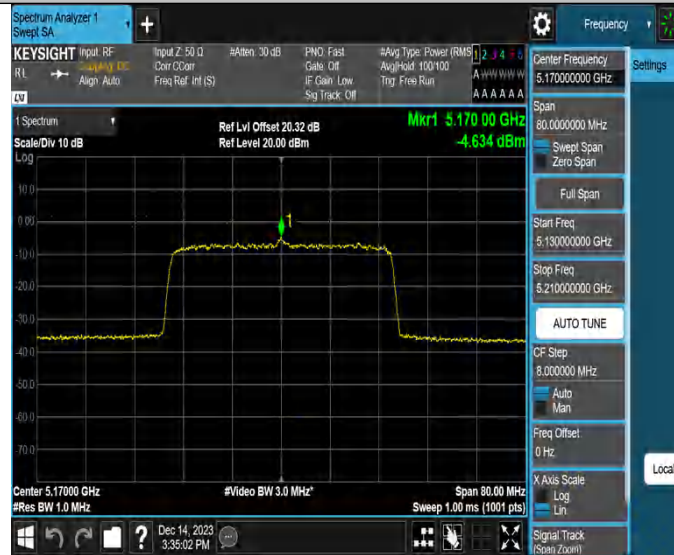 Spectrum Analyzer 1
Swept SA
+
Frequency
KEYSIGHT
RL
Input: RF
Coupling: DC
Align: Auto
Input Z: 50 Ω
Corr CCorr
Freq Ref: Int (S)
#Atten: 30 dB
PNO: Fast
Gate: Off
IF Gain: Low
Sig Track: Off
#Avg Type: Power (RMS
Avg|Hold: 100/100
Trig: Free Run
1 2 3 4 5 6
A W W W W W
A A A A A A
LXI
1 Spectrum
Scale/Div 10 dB
Ref Lvl Offset 20.32 dB
Ref Level 20.00 dBm
Mkr1 5.170 00 GHz
-4.634 dBm
Log
10.0
0.00
1
-10.0
-20.0
-30.0
-40.0
-50.0
-60.0
-70.0
Center 5.17000 GHz
#Res BW 1.0 MHz
#Video BW 3.0 MHz*
Span 80.00 MHz
Sweep 1.00 ms (1001 pts)
?
Dec 14, 2023
3:35:02 PM
Center Frequency
5.170000000 GHz
Settings
Span
80.0000000 MHz
Swept Span
Zero Span
Full Span
Start Freq
5.130000000 GHz
Stop Freq
5.210000000 GHz
AUTO TUNE
CF Step
8.000000 MHz
Auto
Man
Freq Offset
0 Hz
X Axis Scale
Log
Lin
Local
Signal Track
(Span Zoom)